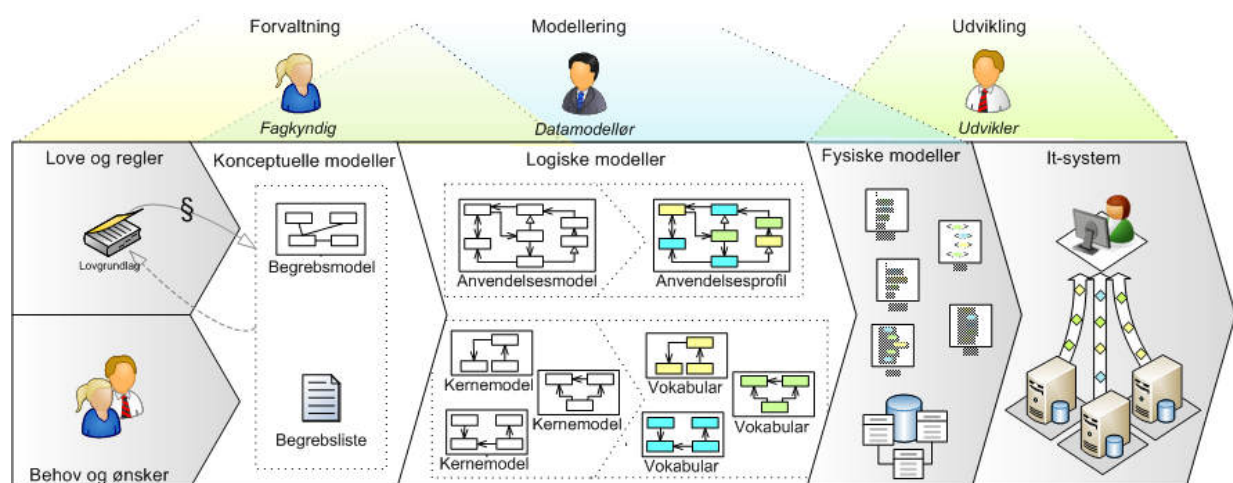 Forvaltning
Modellering
Udvikling
Fagkyndig
Datamodellør
Udvikler
Love og regler
Konceptuelle modeller
Logiske modeller
Fysiske modeller
It-system
§
Lovgrundlag
Begrebsmodel
Anvendelsesmodel
Anvendelsesprofil
Kernemodel
Kernemodel
Kernemodel
Vokabular
Vokabular
Vokabular
Begrebsliste
Behov og ønsker